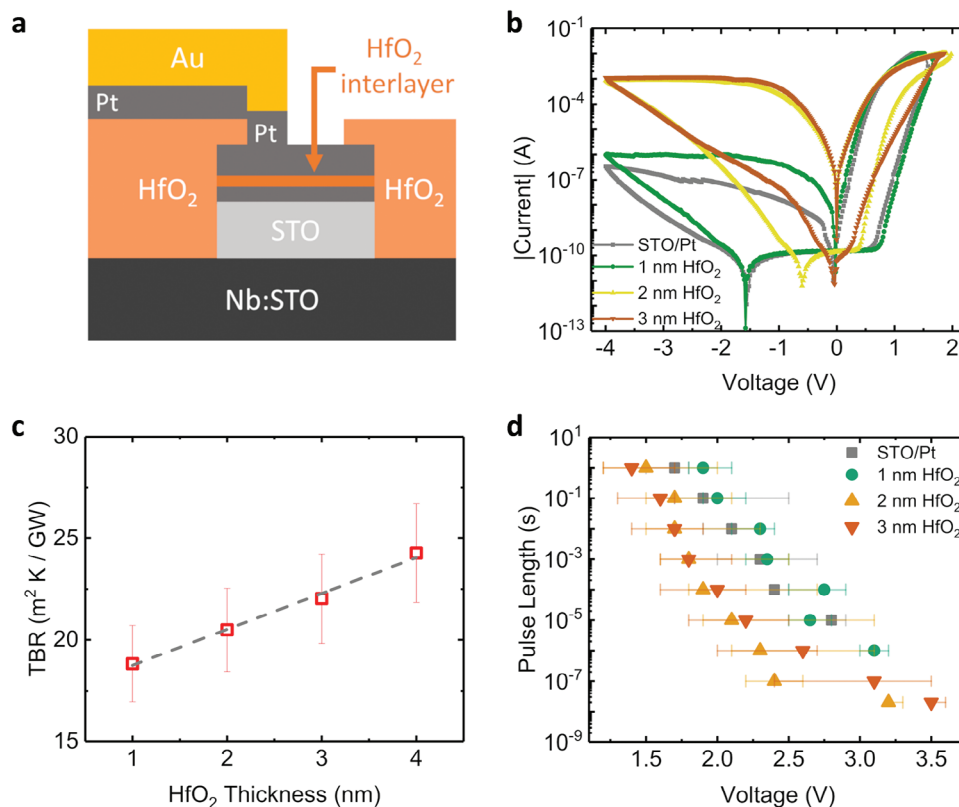 a
Au
Pt
Pt
HfO₂
interlayer
HfO₂
HfO₂
STO
Nb:STO
b
|Current| (A)
10⁻¹
10⁻⁴
10⁻⁷
10⁻¹⁰
10⁻¹³
STO/Pt
1 nm HfO₂
2 nm HfO₂
3 nm HfO₂
-4 -3 -2 -1 0 1 2
Voltage (V)
c
TBR (m² K / GW)
30
25
20
15
1 2 3 4
HfO₂ Thickness (nm)
d
Pulse Length (s)
10¹
10⁻¹
10⁻³
10⁻⁵
10⁻⁷
10⁻⁹
STO/Pt
1 nm HfO₂
2 nm HfO₂
3 nm HfO₂
1.5 2.0 2.5 3.0 3.5
Voltage (V)